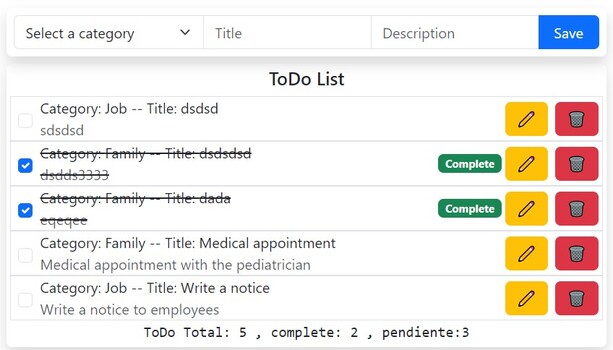 Select a category Title Description Save
ToDo List
Category: Job -- Title: dsdsd
sdsdsd
Category: Family -- Title: dsdsdsd
dsdds3333
Complete
Category: Family -- Title: dada
eqeqee
Complete
Category: Family -- Title: Medical appointment
Medical appointment with the pediatrician
Category: Job -- Title: Write a notice
Write a notice to employees
ToDo Total: 5 , complete: 2 , pendiente:3